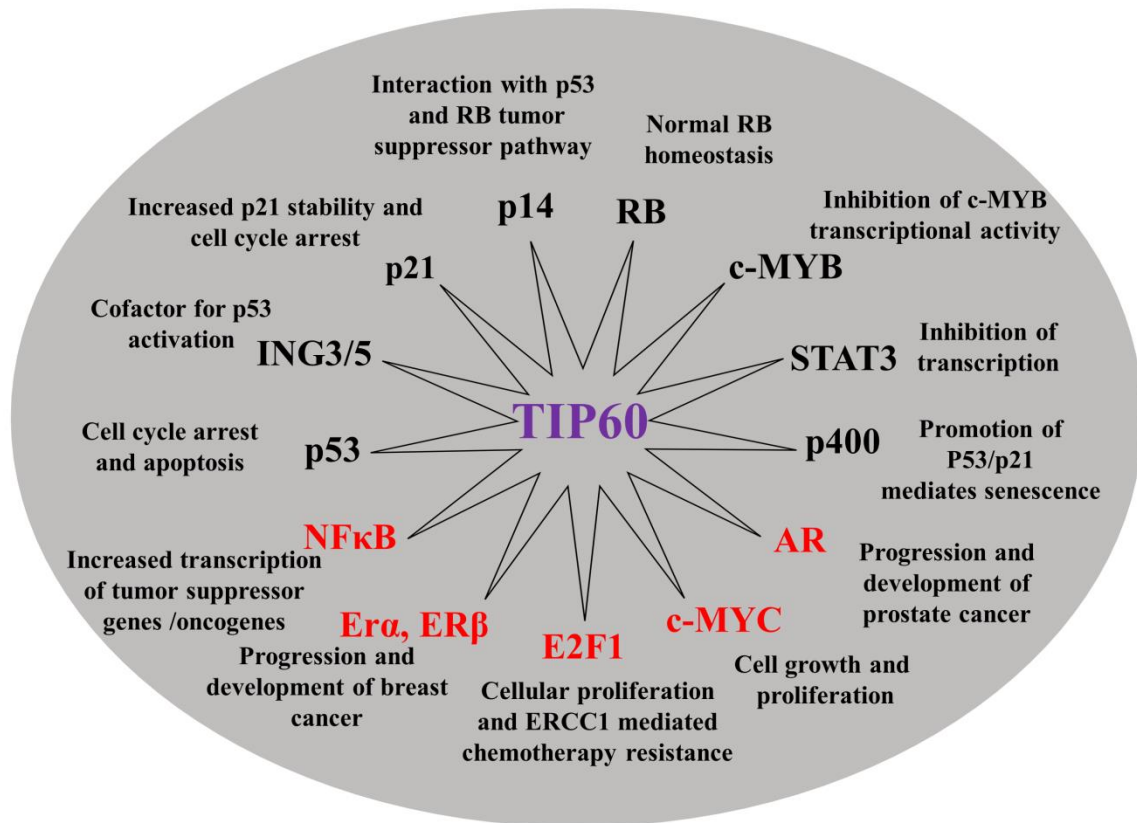 Interaction with p53
and RB tumor
suppressor pathway
Normal RB
homeostasis
p14
RB
Increased p21 stability and
cell cycle arrest
Inhibition of c-MYB
transcriptional activity
p21
c-MYB
Cofactor for p53
activation
ING3/5
STAT3
Inhibition of
transcription
TIP60
Cell cycle arrest
and apoptosis
p53
p400
Promotion of
P53/p21
mediates senescence
NFκB
AR
Increased transcription
of tumor suppressor
genes /oncogenes
Progression and
development of
prostate cancer
Erα, ERβ
E2F1
c-MYC
Progression and
development of breast
cancer
Cellular proliferation
and ERCC1 mediated
chemotherapy resistance
Cell growth and
proliferation